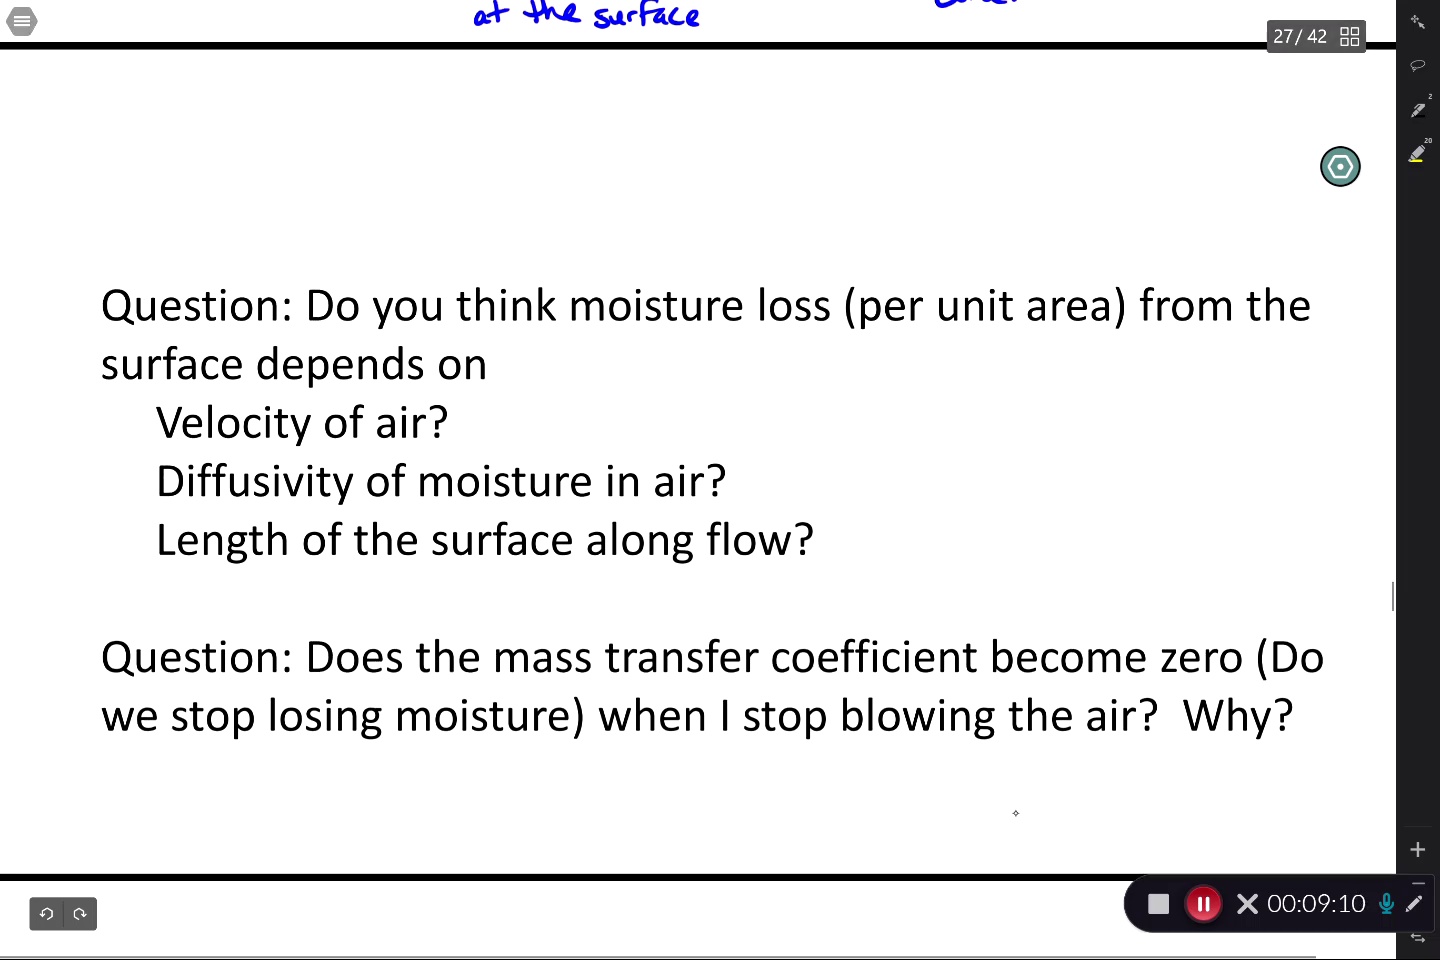 at the surface
27/ 42
2
20
Question: Do you think moisture loss (per unit area) from the
surface depends on
Velocity of air?
Diffusivity of moisture in air?
Length of the surface along flow?
Question: Does the mass transfer coefficient become zero (Do
we stop losing moisture) when I stop blowing the air? Why?
00:09:10